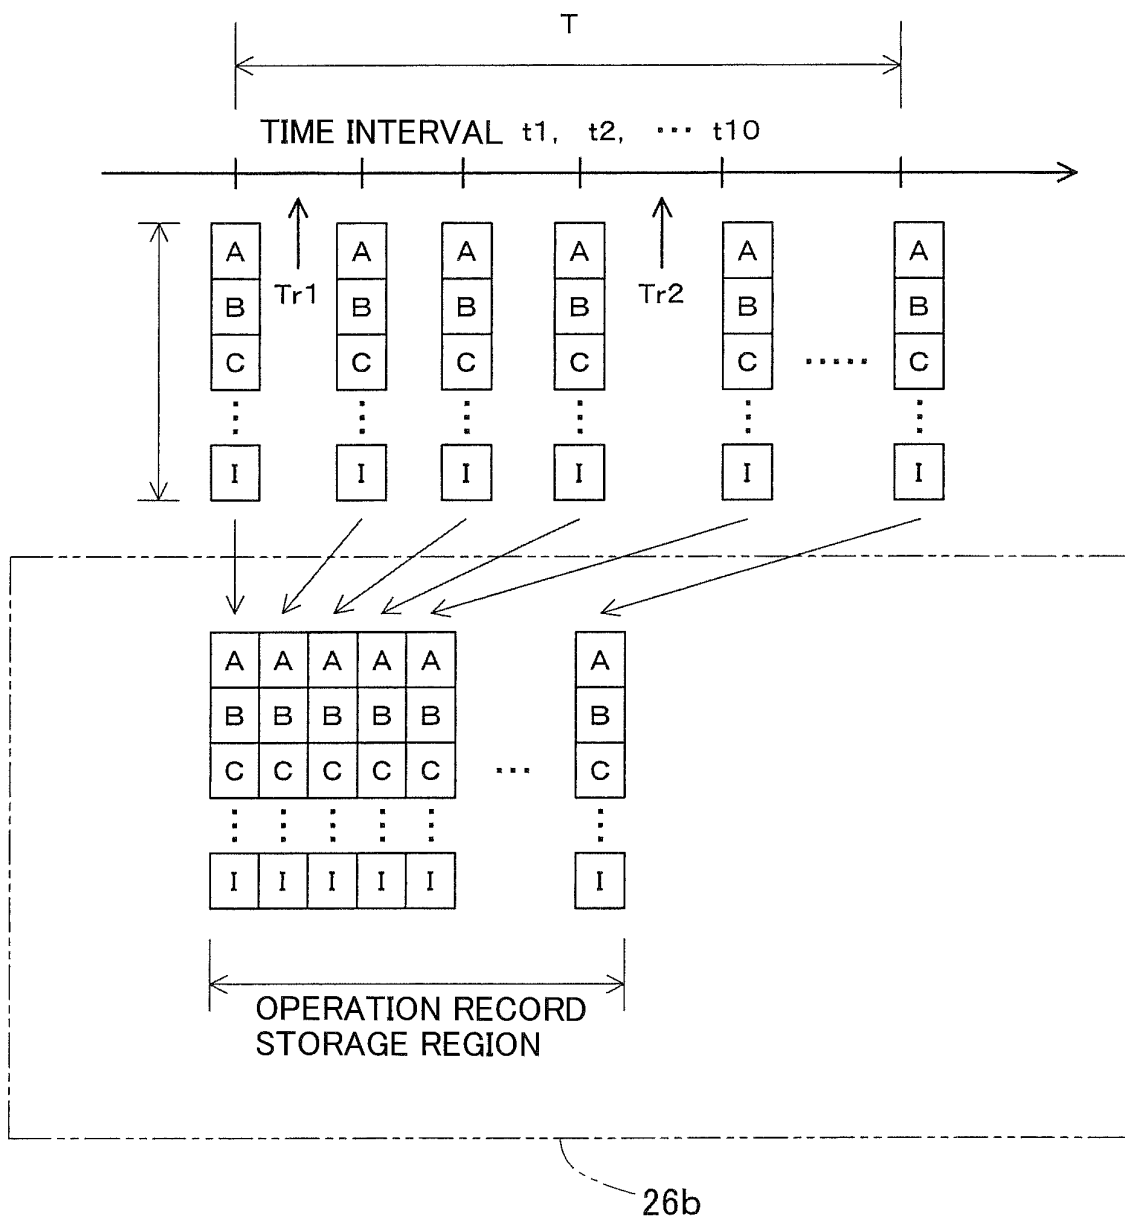 T
TIME INTERVAL t1, t2, ··· t10
A A A A A A
Tr1 Tr2
B B B B B B
C C C C C ····· C
I I I I I I
A A A A A A
B B B B B B
C C C C C ··· C
I I I I I I
OPERATION RECORD
STORAGE REGION
26b